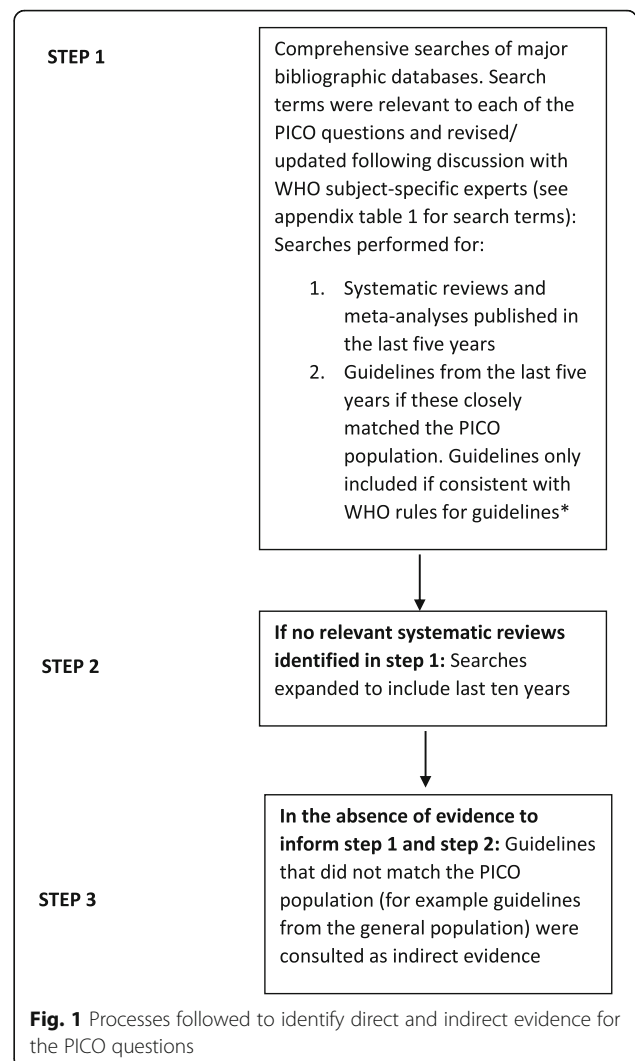 STEP 1
Comprehensive searches of major
bibliographic databases. Search
terms were relevant to each of the
PICO questions and revised/
updated following discussion with
WHO subject-specific experts (see
appendix table 1 for search terms):
Searches performed for:
1. Systematic reviews and
meta-analyses published in
the last five years
2. Guidelines from the last five
years if these closely
matched the PICO
population. Guidelines only
included if consistent with
WHO rules for guidelines*
STEP 2
If no relevant systematic reviews
identified in step 1: Searches
expanded to include last ten years
STEP 3
In the absence of evidence to
inform step 1 and step 2: Guidelines
that did not match the PICO
population (for example guidelines
from the general population) were
consulted as indirect evidence
Fig. 1 Processes followed to identify direct and indirect evidence for
the PICO questions